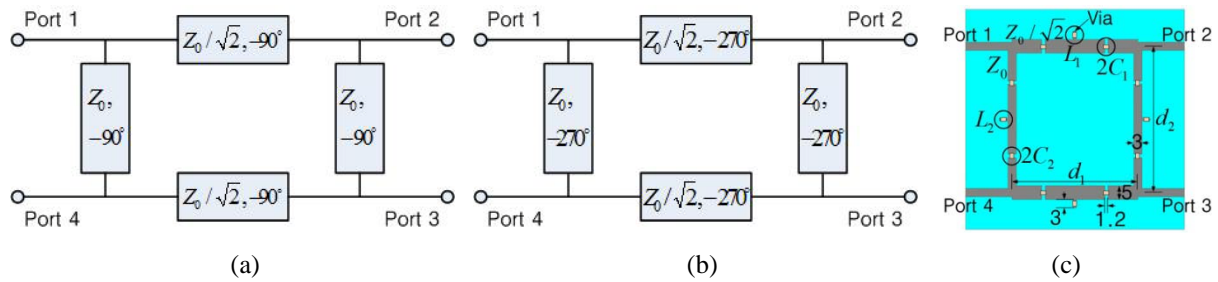 Port 1
Port 2
Z₀/√2,−90°
Z₀,
−90°
Z₀,
−90°
Z₀/√2,−90°
Port 4
Port 3
(a)
Port 1
Port 2
Z₀/√2,−270°
Z₀,
−270°
Z₀,
−270°
Z₀/√2,−270°
Port 4
Port 3
(b)
Via
Port 1
Z₀/√2
Port 2
L₁
2C₁
Z₀
L₂
d₂
3
2C₂
d₁
5
Port 4
3
Port 3
1.2
(c)